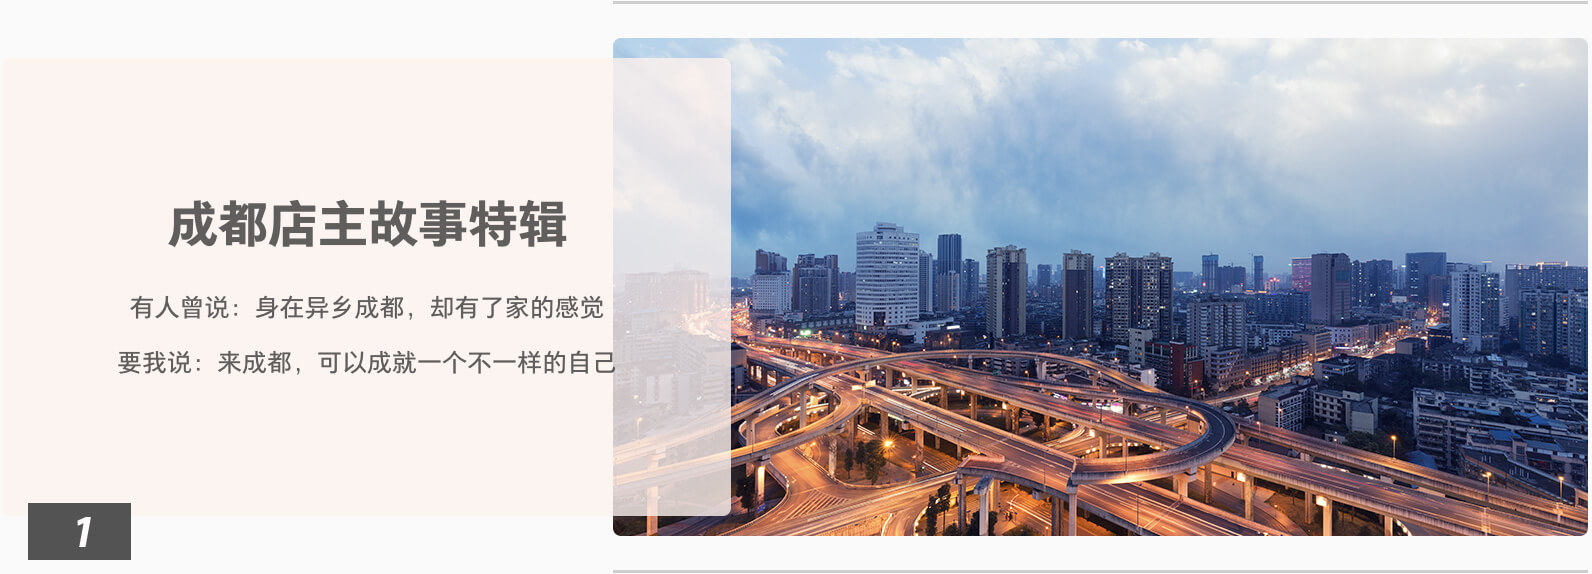 成都店主故事特辑
有人曾说：身在异乡成都，却有了家的感觉
要我说：来成都，可以成就一个不一样的自己
1